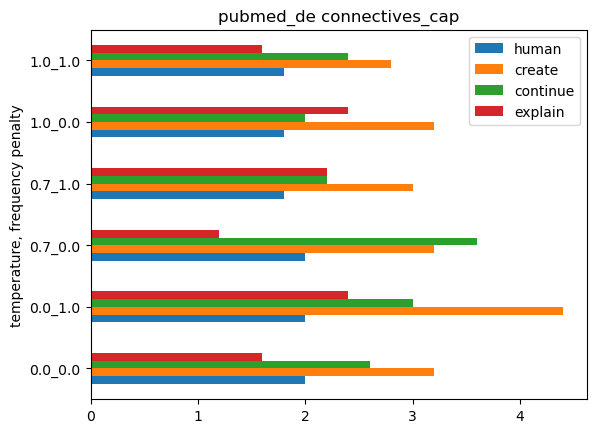 pubmed_de connectives_cap
human
create
continue
explain
temperature, frequency penalty
1.0_1.0
1.0_0.0
0.7_1.0
0.7_0.0
0.0_1.0
0.0_0.0
0 1 2 3 4